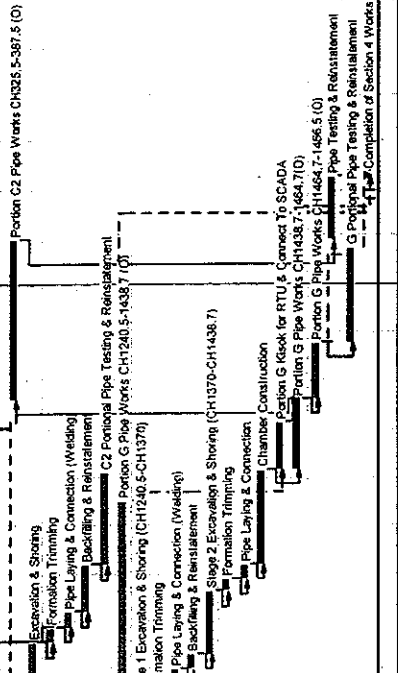 Portion C2 Pipe Works CH325.5-387.5 (O)
Excavation & Shoring
Formation Trimming
Pipe Laying & Connection (Welding)
Backfilling & Reinstatement
C2 Portional Pipe Testing & Reinstatement
Portion G Pipe Works CH1240.5-1438.7 (O)
e 1 Excavation & Shoring (CH1240.5-CH1370)
mation Trimming
Pipe Laying & Connection (Welding)
Backfilling & Reinstatement
Stage 2 Excavation & Shoring (CH1370-CH1438.7)
Formation Trimming
Pipe Laying & Connection
Chamber Construction
Portion G Kisok for RTU & Connect To SCADA
Portion G Pipe Works CH1438.7-1464.7(O)
Portion G Pipe Works CH1464.7-1486.5 (O)
Pipe Testing & Reinstatement
G Portional Pipe Testing & Reinstatement
Completion of Section 4 Works